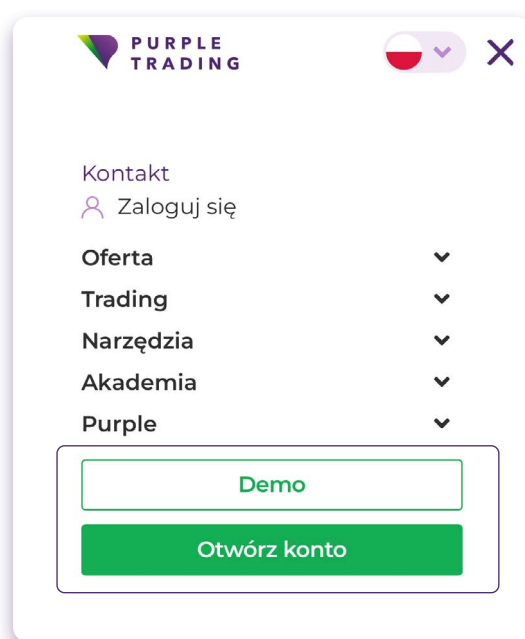 PURPLE
TRADING
Kontakt
Zaloguj się
Oferta
Trading
Narzędzia
Akademia
Purple
Demo
Otwórz konto